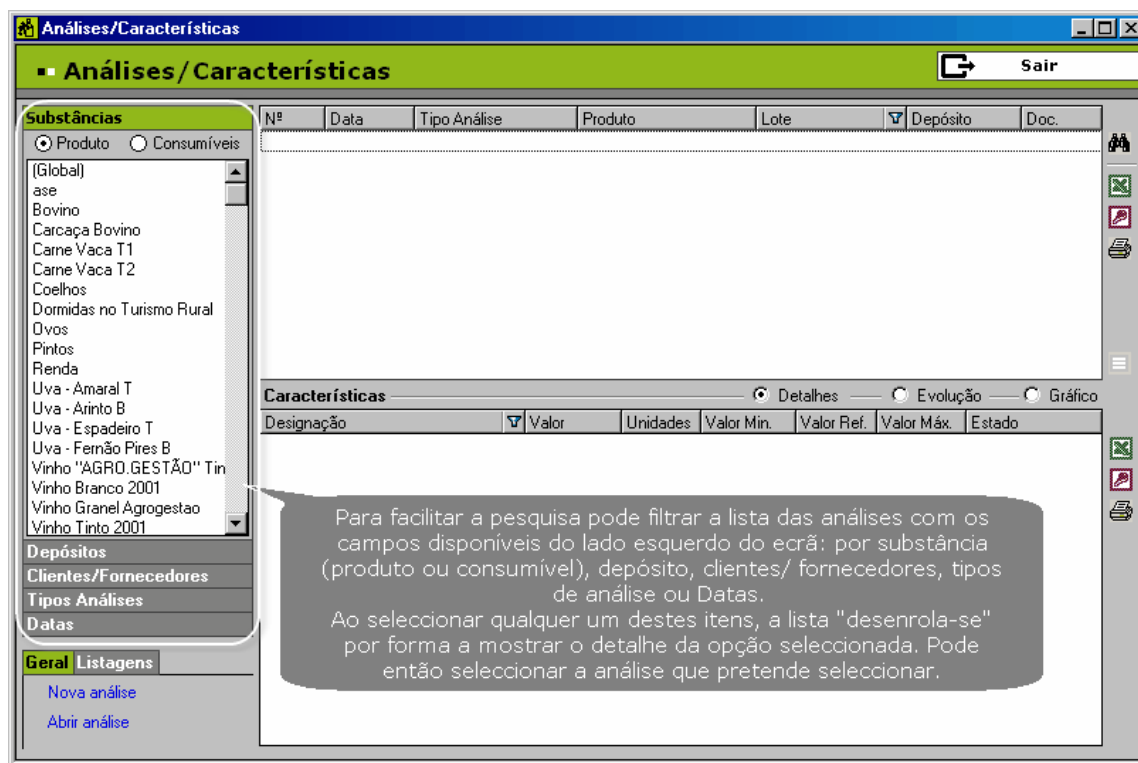 Análises/Características
Análises/Características
Sair
Substâncias
Produto Consumíveis
(Global)
ase
Bovino
Carcaça Bovino
Carne Vaca T1
Carne Vaca T2
Coelhos
Dormidas no Turismo Rural
Ovos
Pintos
Renda
Uva - Amaral T
Uva - Arinto B
Uva - Espadeiro T
Uva - Fernão Pires B
Vinho "AGRO.GESTÃO" Tin
Vinho Branco 2001
Vinho Granel Agrogestao
Vinho Tinto 2001
Depósitos
Clientes/Fornecedores
Tipos Análises
Datas
Geral Listagens
Nova análise
Abrir análise
Nº Data Tipo Análise Produto Lote Depósito Doc.
Características Detalhes Evolução Gráfico
Designação Valor Unidades Valor Min. Valor Ref. Valor Máx. Estado
Para facilitar a pesquisa pode filtrar a lista das análises com os
campos disponíveis do lado esquerdo do ecrã: por substância
(produto ou consumível), depósito, clientes/ fornecedores, tipos
de análise ou Datas.
Ao seleccionar qualquer um destes itens, a lista "desenrola-se"
por forma a mostrar o detalhe da opção seleccionada. Pode
então seleccionar a análise que pretende seleccionar.